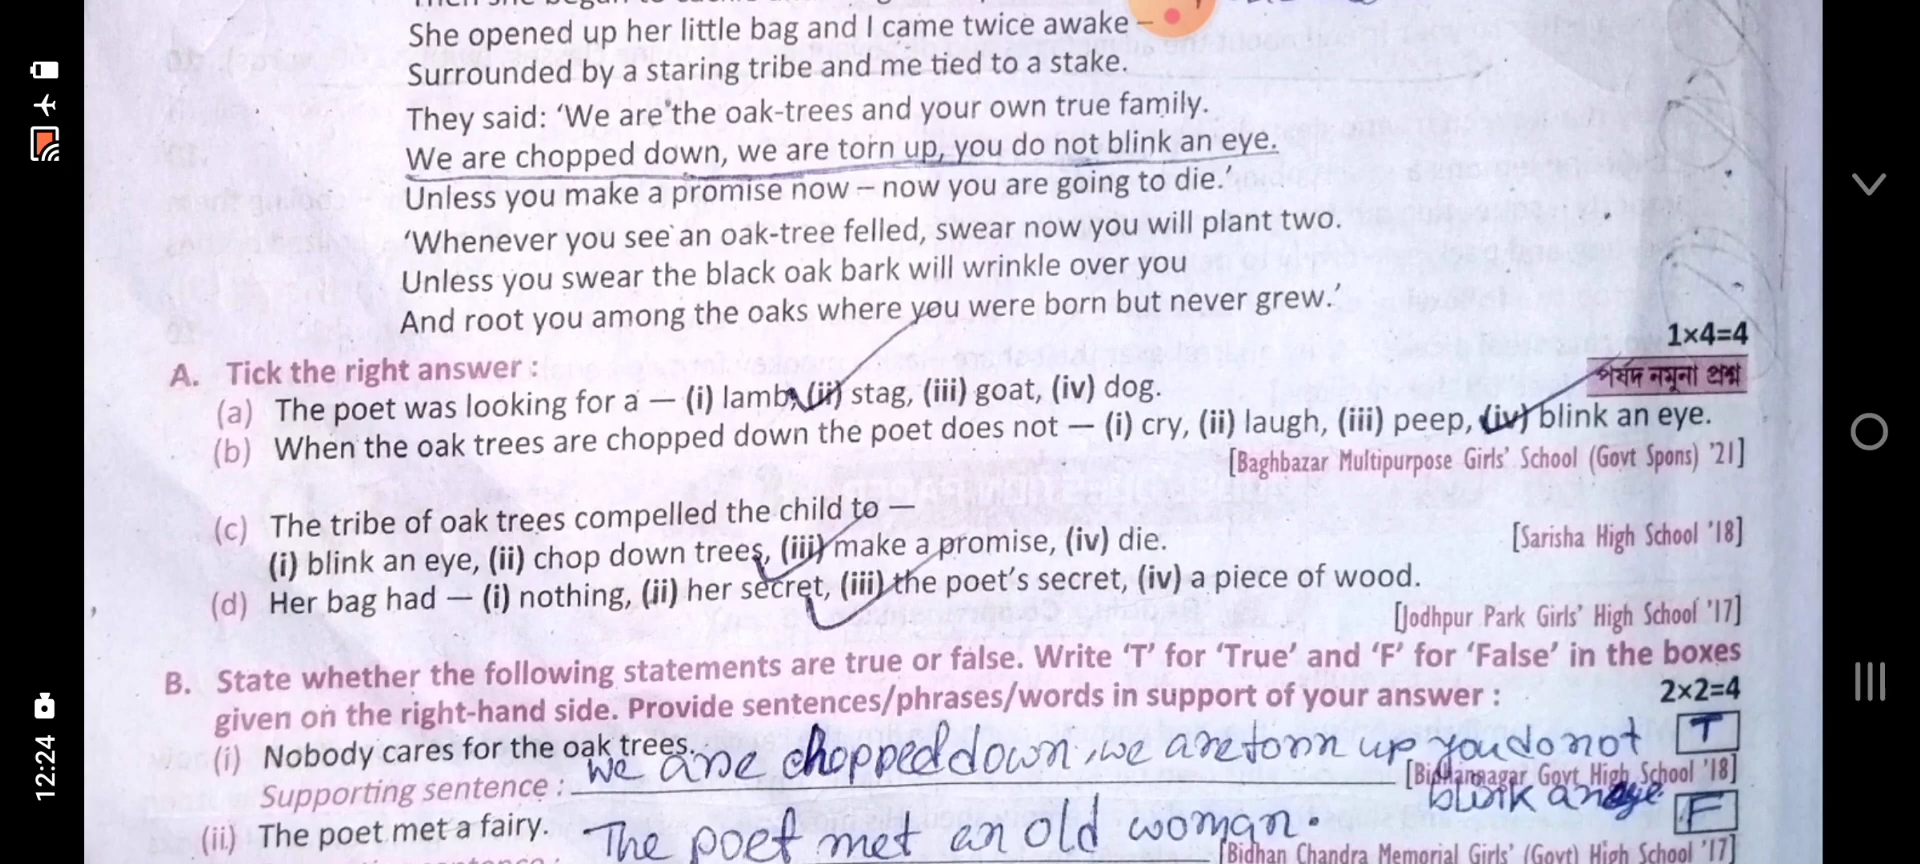 She opened up her little bag and I came twice awake –
Surrounded by a staring tribe and me tied to a stake.
They said: ‘We are the oak-trees and your own true family.
We are chopped down, we are torn up, you do not blink an eye.
Unless you make a promise now – now you are going to die.’
‘Whenever you see an oak-tree felled, swear now you will plant two.
Unless you swear the black oak bark will wrinkle over you
And root you among the oaks where you were born but never grew.’
1×4=4
A. Tick the right answer :
পর্ষদ নমুনা প্রশ্ন
(a) The poet was looking for a — (i) lamb, (ii) stag, (iii) goat, (iv) dog.
(b) When the oak trees are chopped down the poet does not — (i) cry, (ii) laugh, (iii) peep, (iv) blink an eye.
[Baghbazar Multipurpose Girls' School (Govt Spons) '21]
(c) The tribe of oak trees compelled the child to —
(i) blink an eye, (ii) chop down trees, (iii) make a promise, (iv) die. [Sarisha High School '18]
(d) Her bag had — (i) nothing, (ii) her secret, (iii) the poet's secret, (iv) a piece of wood.
[Jodhpur Park Girls' High School '17]
B. State whether the following statements are true or false. Write ‘T’ for ‘True’ and ‘F’ for ‘False’ in the boxes
given on the right-hand side. Provide sentences/phrases/words in support of your answer : 2×2=4
(i) Nobody cares for the oak trees. T
Supporting sentence : we are chopped down, we are torn up you do not
[Bidhannagar Govt High School '18]
blink an eye
(ii) The poet met a fairy. - The poet met an old woman. F
[Bidhan Chandra Memorial Girls' (Govt) High School '17]
12:24